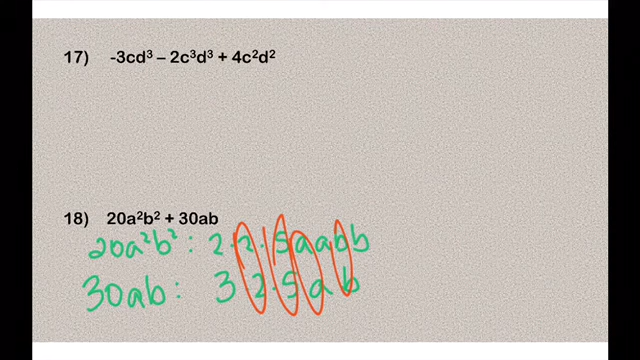 17) -3cd³ – 2c³d³ + 4c²d²
18) 20a²b² + 30ab
20a²b² : 2·2·5aabb
30ab : 3·2·5ab